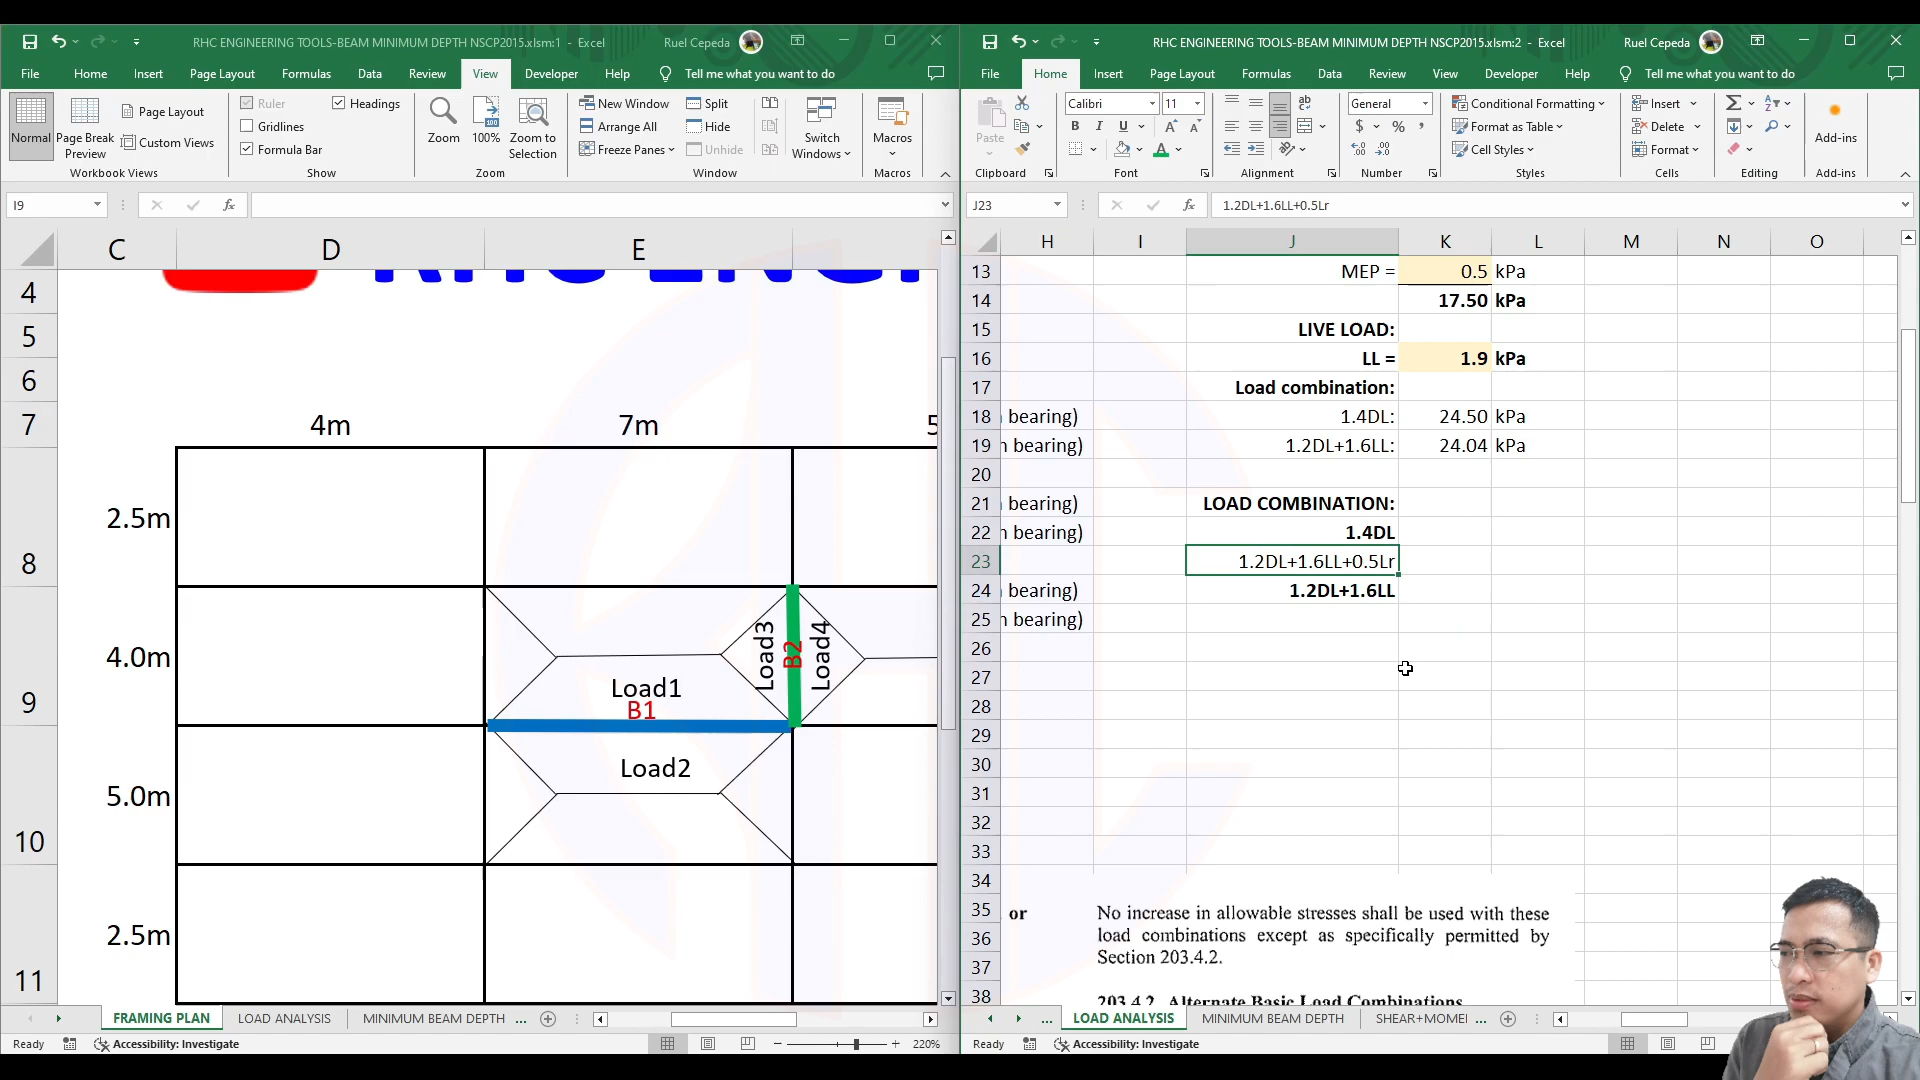 RHC ENGINEERING TOOLS-BEAM MINIMUM DEPTH NSCP2015.xlsm:1 - Excel
Ruel Cepeda
File Home Insert Page Layout Formulas Data Review View Developer Help Tell me what you want to do
Normal
Page Break Preview
Page Layout
Custom Views
Workbook Views
Ruler
Gridlines
Formula Bar
Headings
Show
Zoom
100%
Zoom to Selection
Zoom
New Window
Arrange All
Freeze Panes
Split
Hide
Unhide
Switch Windows
Window
Macros
Macros
I9
fx
C D E
4
5
6
7
8
9
10
11
4m 7m 5
2.5m
4.0m
5.0m
2.5m
Load1
B1
Load2
Load3
B2
Load4
FRAMING PLAN LOAD ANALYSIS MINIMUM BEAM DEPTH ...
Ready Accessibility: Investigate 220%
RHC ENGINEERING TOOLS-BEAM MINIMUM DEPTH NSCP2015.xlsm:2 - Excel
Ruel Cepeda
File Home Insert Page Layout Formulas Data Review View Developer Help Tell me what you want to do
Paste
Clipboard
Calibri 11
B I U
Font
Alignment
General
$ % ,
Number
Conditional Formatting
Format as Table
Cell Styles
Styles
Insert
Delete
Format
Cells
Editing
Add-ins
Add-ins
J23
fx 1.2DL+1.6LL+0.5Lr
H I J K L M N O
13 MEP = 0.5 kPa
14 17.50 kPa
15 LIVE LOAD:
16 LL = 1.9 kPa
17 Load combination:
18 bearing) 1.4DL: 24.50 kPa
19 bearing) 1.2DL+1.6LL: 24.04 kPa
20
21 bearing) LOAD COMBINATION:
22 bearing) 1.4DL
23 1.2DL+1.6LL+0.5Lr
24 bearing) 1.2DL+1.6LL
25 bearing)
26
27
28
29
30
31
32
33
34
35 or No increase in allowable stresses shall be used with these
36 load combinations except as specifically permitted by
37 Section 203.4.2.
38 203.4.2 Alternate Basic Load Combinations
... LOAD ANALYSIS MINIMUM BEAM DEPTH SHEAR+MOMEI ...
Ready Accessibility: Investigate